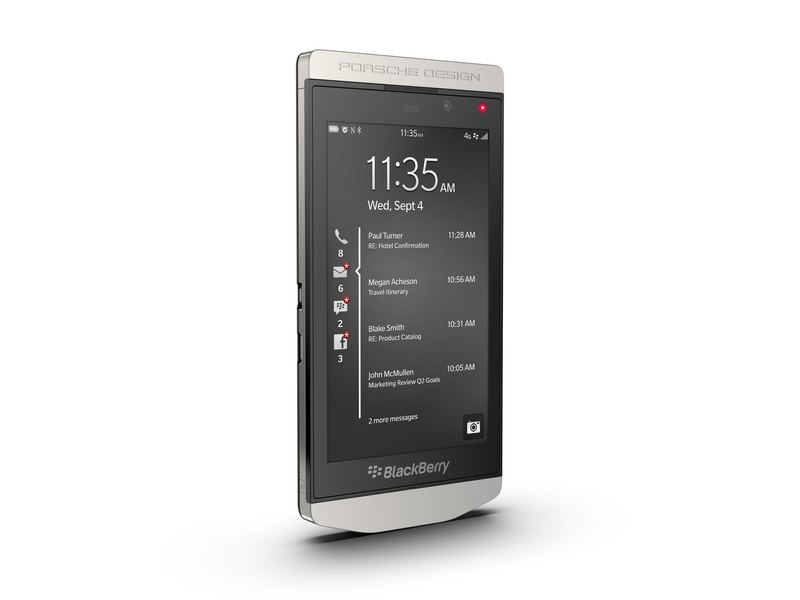 PORSCHE DESIGN
11:35AM
4G
11:35 AM
Wed, Sept 4
8
6
2
3
Paul Turner 11:28 AM
RE: Hotel Confirmation
Megan Acheson 10:56 AM
Travel Itinerary
Blake Smith 10:31 AM
RE: Product Catalog
John McMullen 10:05 AM
Marketing Review Q2 Goals
2 more messages
BlackBerry